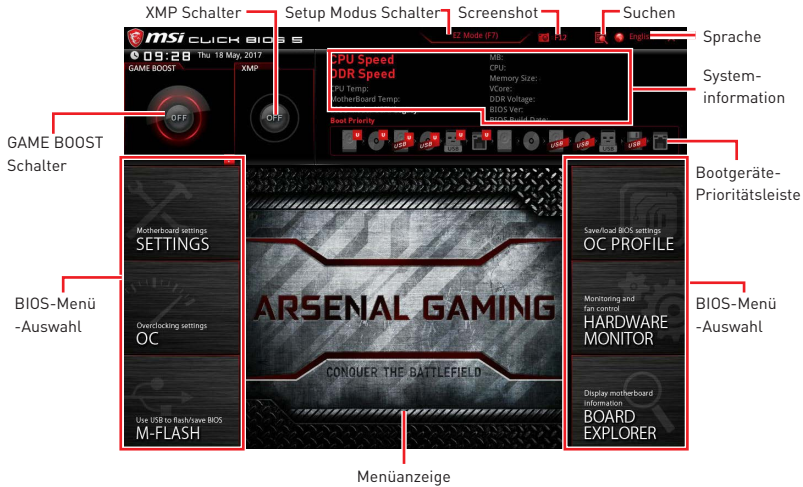 XMP Schalter
Setup Modus Schalter
Screenshot
Suchen
Sprache
System-
information
Bootgeräte-
Prioritätsleiste
GAME BOOST
Schalter
BIOS-Menü
-Auswahl
BIOS-Menü
-Auswahl
Menüanzeige
msi CLICK BIOS 5
EZ Mode (F7)
F12
English
09:28 Thu 18 May, 2017
GAME BOOST
XMP
OFF
OFF
CPU Speed
DDR Speed
CPU Temp:
MotherBoard Temp:
MB:
CPU:
Memory Size:
VCore:
DDR Voltage:
BIOS Ver:
BIOS Build Date:
Boot Priority
U
U
USB
U
USB
U
USB
U
U
USB
USB
USB
USB
Motherboard settings
SETTINGS
Overclocking settings
OC
Use USB to flash/save BIOS
M-FLASH
ARSENAL GAMING
CONQUER THE BATTLEFIELD
Save/load BIOS settings
OC PROFILE
Monitoring and
fan control
HARDWARE
MONITOR
Display motherboard
information
BOARD
EXPLORER